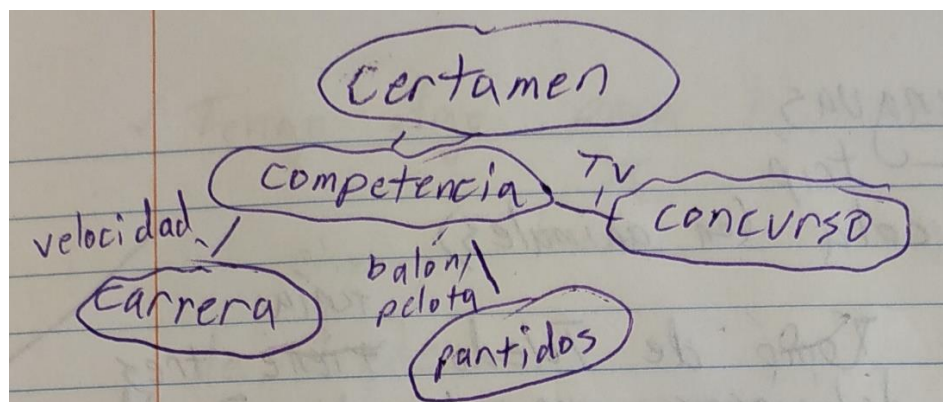 certamen
competencia
TV
concurso
velocidad
carrera
balón/
pelota
partidos